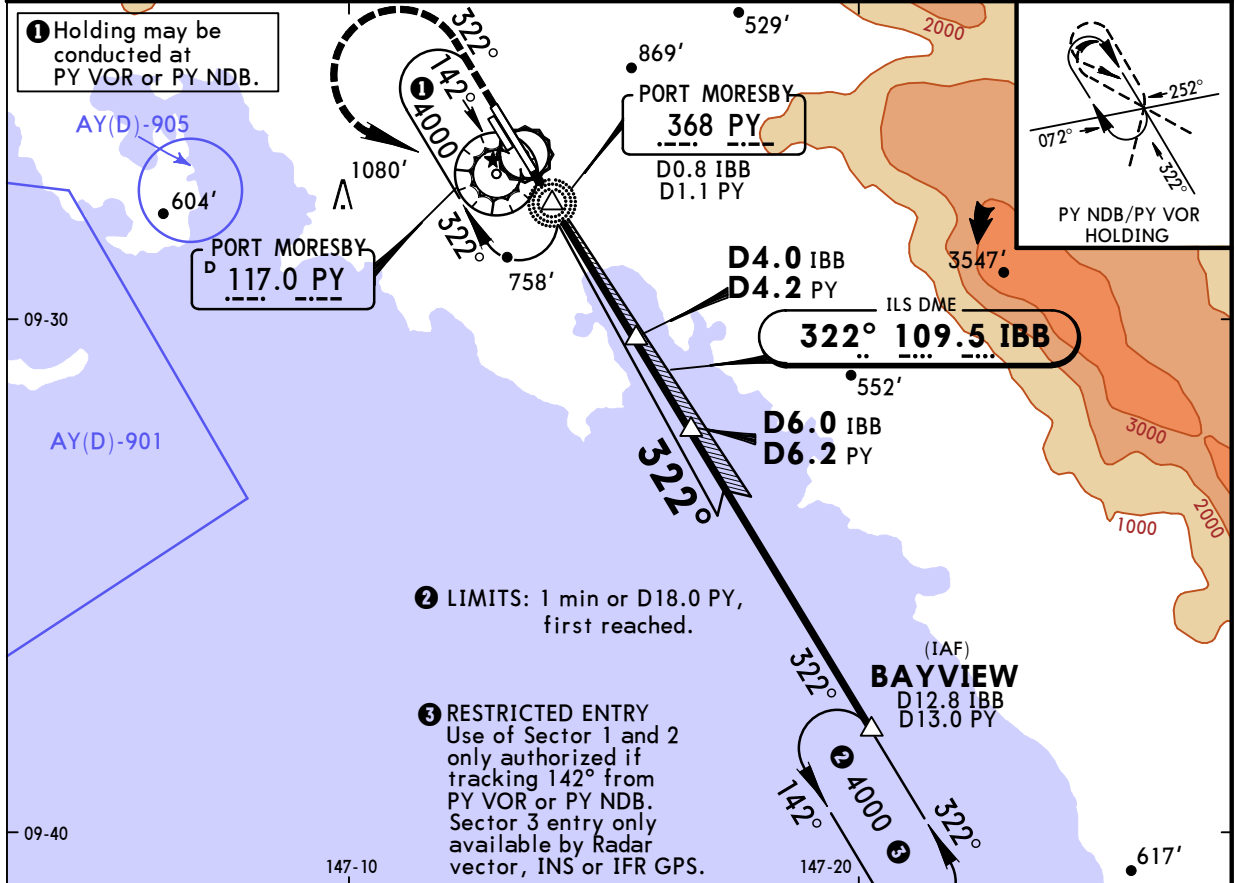 ❶ Holding may be
conducted at
PY VOR or PY NDB.
322°
142°
❶
4000
322°
529'
869'
2000
PORT MORESBY
368 PY
D0.8 IBB
D1.1 PY
252°
072°
322°
PY NDB/PY VOR
HOLDING
AY(D)-905
604'
1080'
PORT MORESBY
D 117.0 PY
758'
D4.0 IBB
D4.2 PY
3547'
ILS DME
322° 109.5 IBB
09-30
552'
AY(D)-901
D6.0 IBB
D6.2 PY
322°
3000
2000
1000
❷ LIMITS: 1 min or D18.0 PY,
first reached.
322°
(IAF)
BAYVIEW
D12.8 IBB
D13.0 PY
❸ RESTRICTED ENTRY
Use of Sector 1 and 2
only authorized if
tracking 142° from
PY VOR or PY NDB.
Sector 3 entry only
available by Radar
vector, INS or IFR GPS.
❷ 4000 ❸
142°
322°
09-40
147-10
147-20
617'